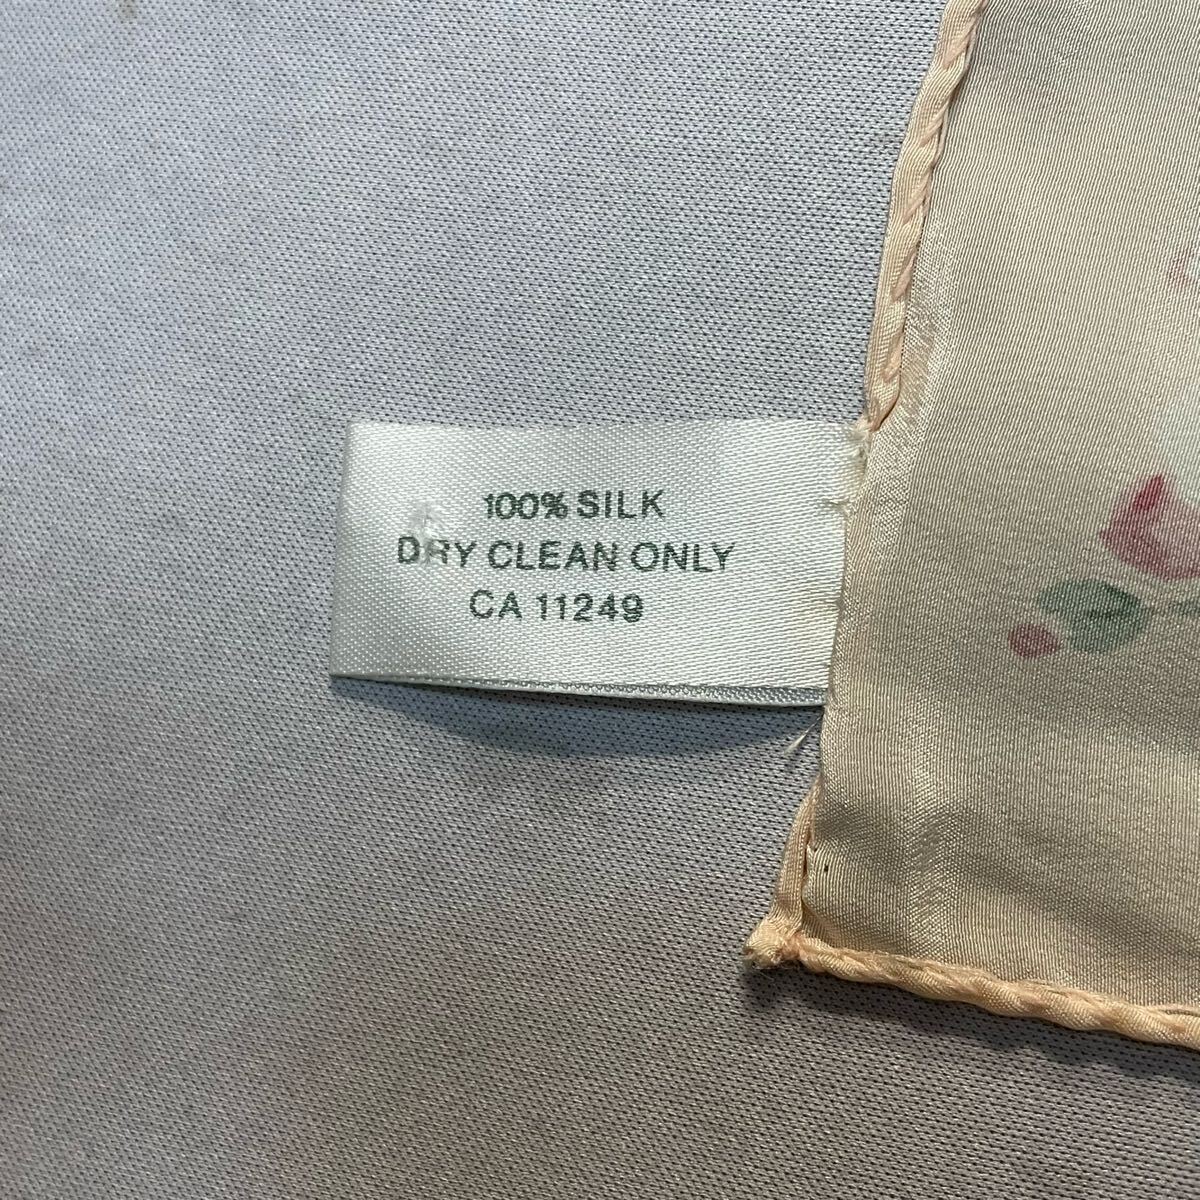 100% SILK
DRY CLEAN ONLY
CA 11249